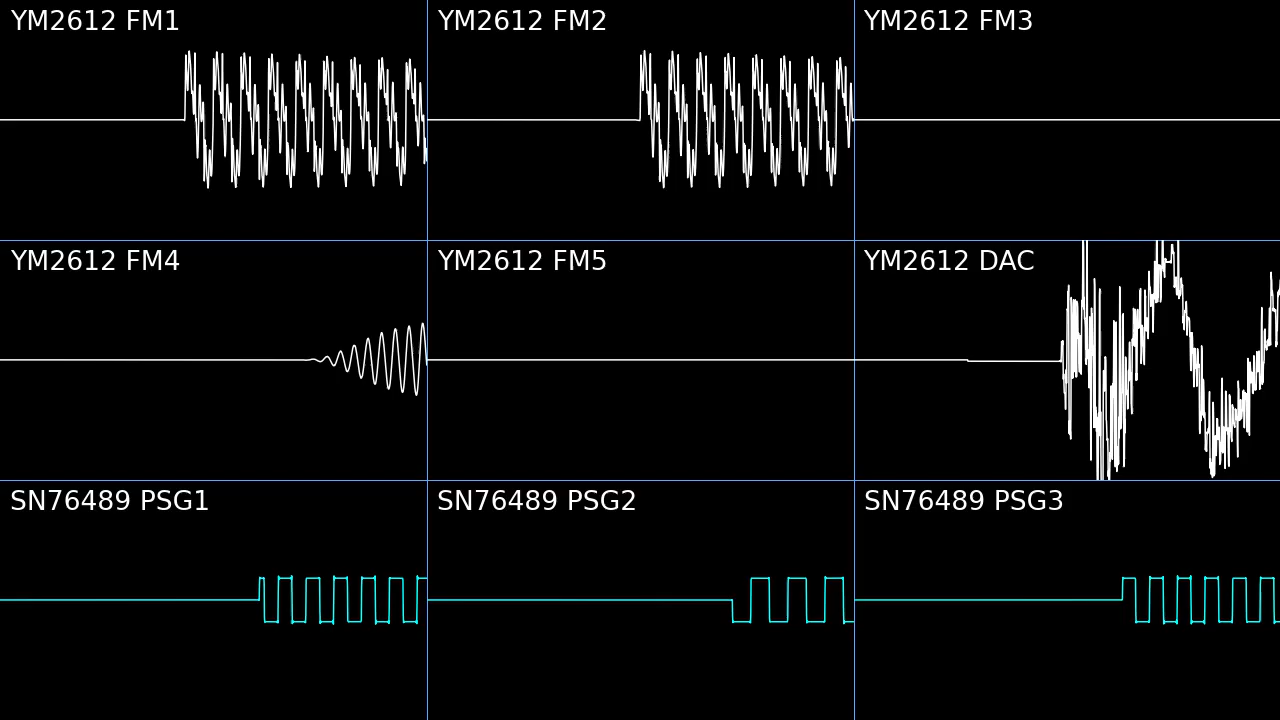 YM2612 FM1
YM2612 FM2
YM2612 FM3
YM2612 FM4
YM2612 FM5
YM2612 DAC
SN76489 PSG1
SN76489 PSG2
SN76489 PSG3